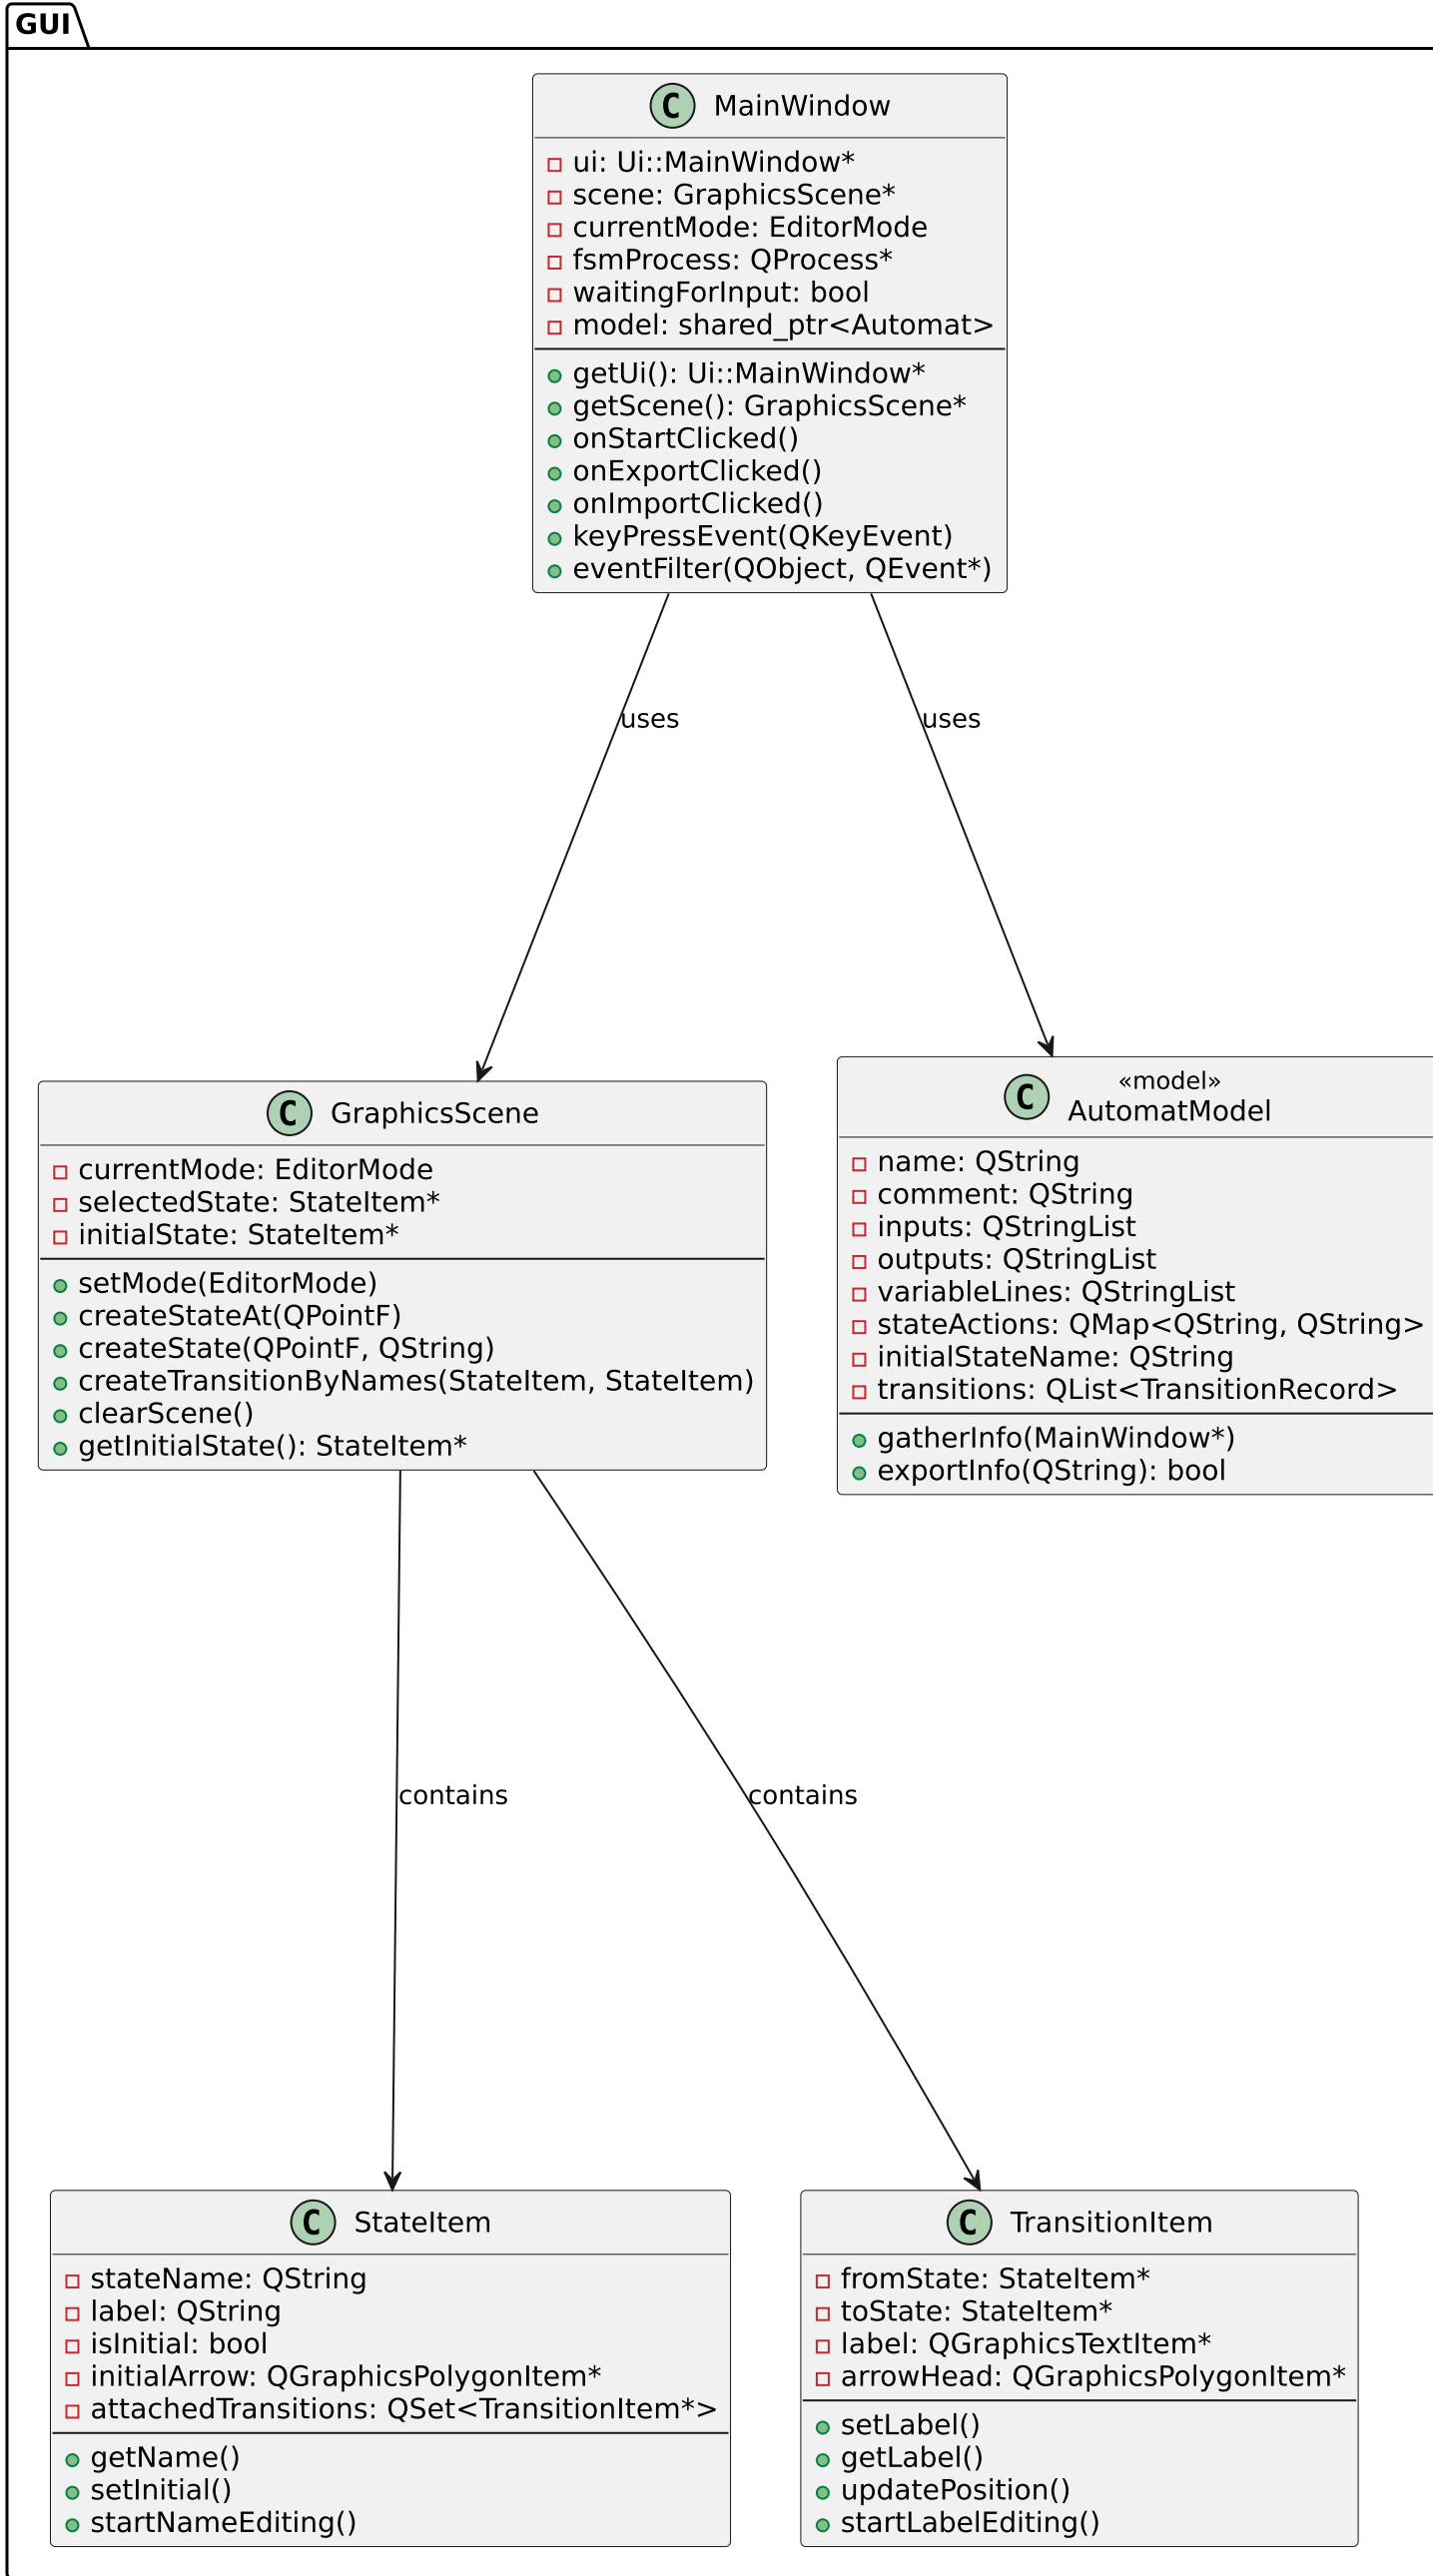 GUI
C MainWindow
ui: Ui::MainWindow*
scene: GraphicsScene*
currentMode: EditorMode
fsmProcess: QProcess*
waitingForInput: bool
model: shared_ptr<Automat>
getUi(): Ui::MainWindow*
getScene(): GraphicsScene*
onStartClicked()
onExportClicked()
onImportClicked()
keyPressEvent(QKeyEvent)
eventFilter(QObject, QEvent*)
uses
uses
C GraphicsScene
currentMode: EditorMode
selectedState: StateItem*
initialState: StateItem*
setMode(EditorMode)
createStateAt(QPointF)
createState(QPointF, QString)
createTransitionByNames(StateItem, StateItem)
clearScene()
getInitialState(): StateItem*
«model»
C AutomatModel
name: QString
comment: QString
inputs: QStringList
outputs: QStringList
variableLines: QStringList
stateActions: QMap<QString, QString>
initialStateName: QString
transitions: QList<TransitionRecord>
gatherInfo(MainWindow*)
exportInfo(QString): bool
contains
contains
C StateItem
stateName: QString
label: QString
isInitial: bool
initialArrow: QGraphicsPolygonItem*
attachedTransitions: QSet<TransitionItem*>
getName()
setInitial()
startNameEditing()
C TransitionItem
fromState: StateItem*
toState: StateItem*
label: QGraphicsTextItem*
arrowHead: QGraphicsPolygonItem*
setLabel()
getLabel()
updatePosition()
startLabelEditing()